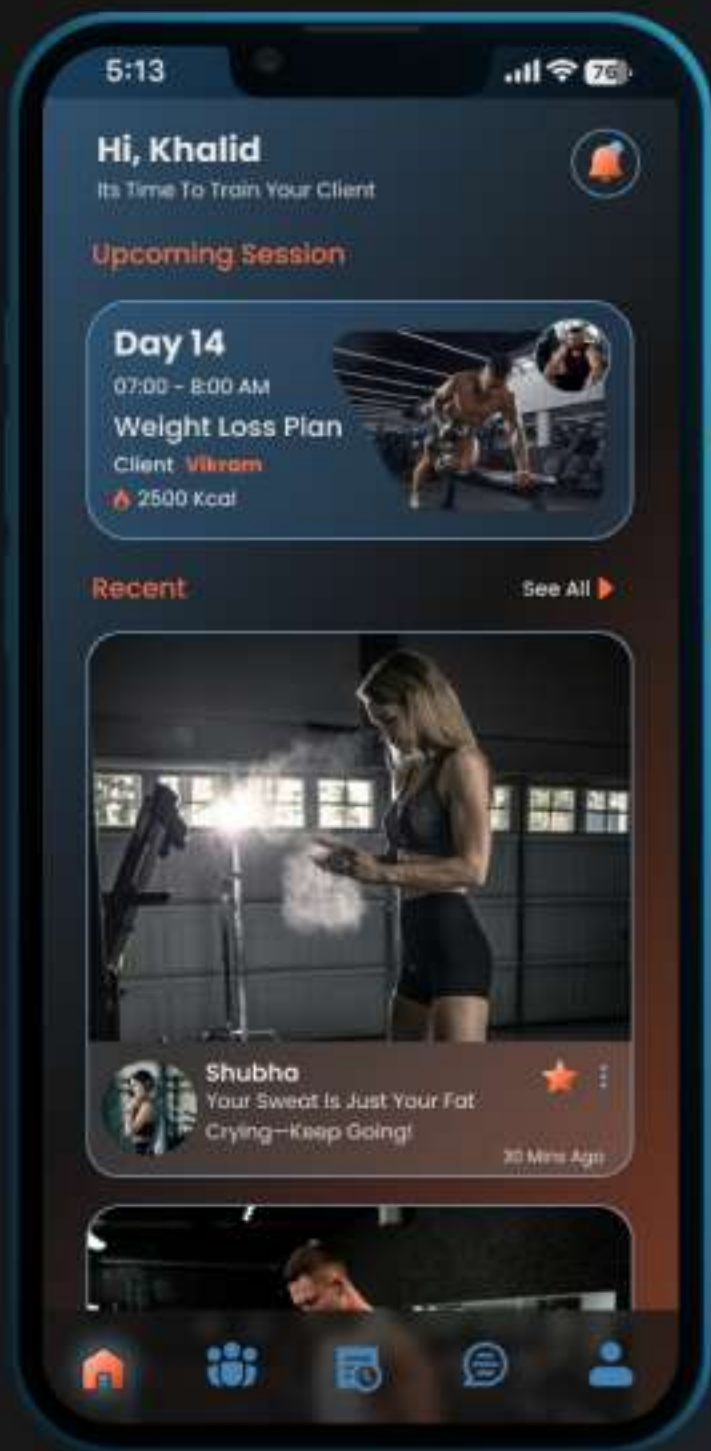 5:13
76
Hi, Khalid
Its Time To Train Your Client
Upcoming Session
Day 14
07:00 - 8:00 AM
Weight Loss Plan
Client Vikram
2500 Kcal
Recent
See All
Shubha
Your Sweat Is Just Your Fat
Crying—Keep Going!
30 Mins Ago